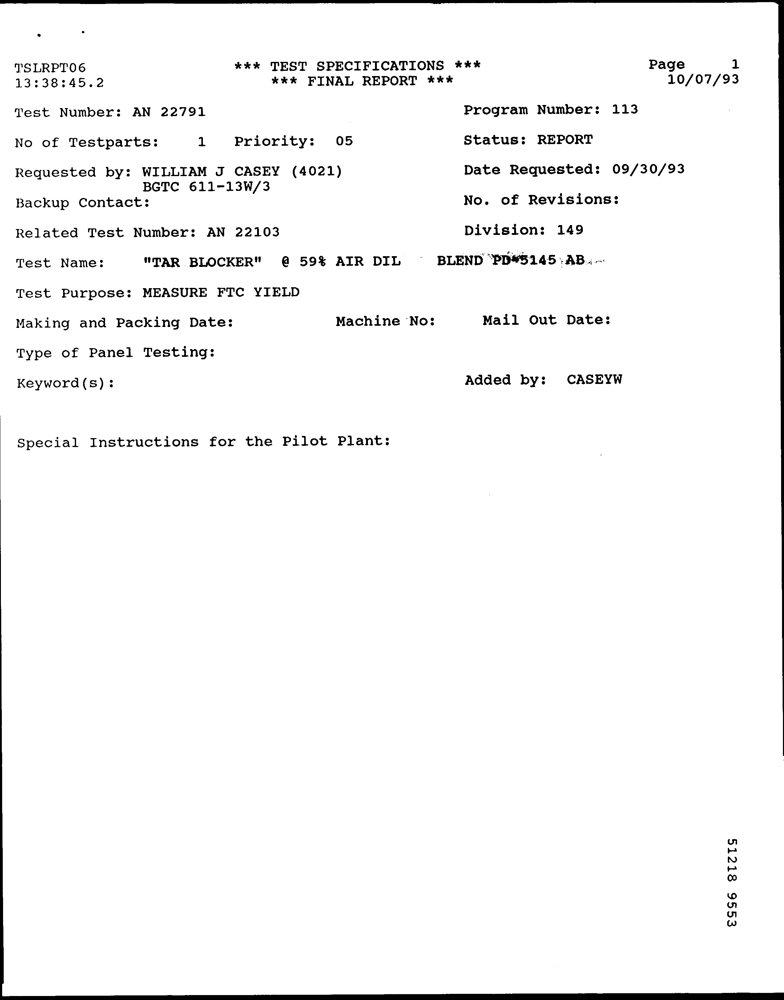 TSLRPT06 *** TEST SPECIFICATIONS *** Page 1
13:38:45.2 *** FINAL REPORT *** 10/07/93
Test Number: AN 22791 Program Number: 113
No of Testparts: 1 Priority: 05 Status: REPORT
Requested by: WILLIAM J CASEY (4021) Date Requested: 09/30/93
BGTC 611-13W/3
Backup Contact: No. of Revisions:
Related Test Number: AN 22103 Division: 149
Test Name: "TAR BLOCKER" @ 59% AIR DIL BLEND AB
Test Purpose: MEASURE FTC YIELD
Making and Packing Date: Machine No: Mail Out Date:
Type of Panel Testing:
Keyword(s): Added by: CASEYW
Special Instructions for the Pilot Plant:
51218 9553